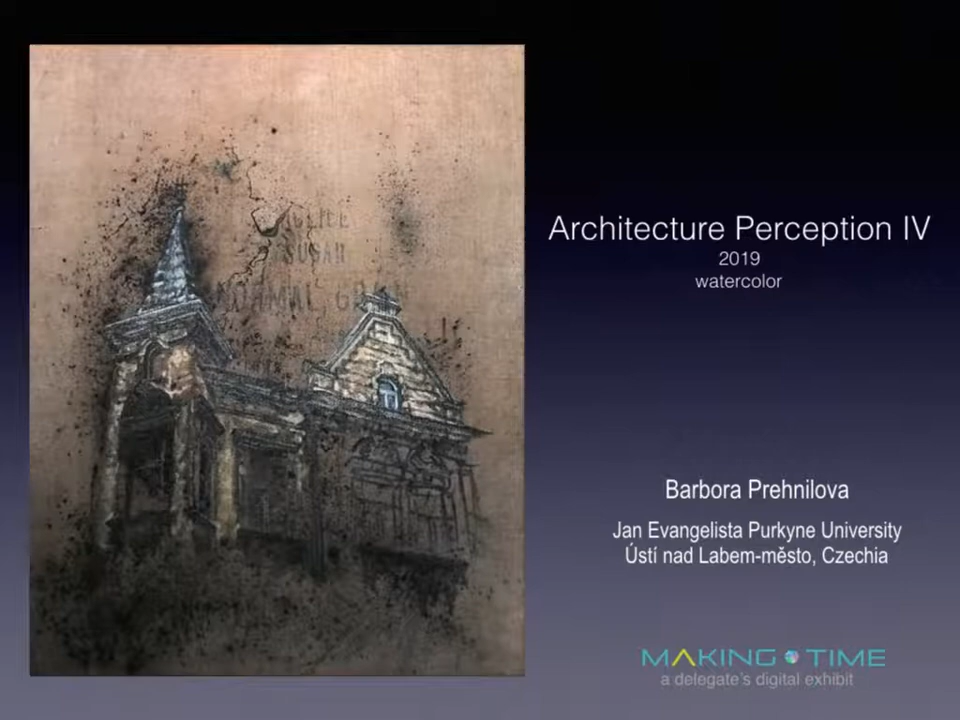 SUGAR
Architecture Perception IV
2019
watercolor
Barbora Prehnilova
Jan Evangelista Purkyne University
Ústí nad Labem-město, Czechia
MAKING TIME
a delegate's digital exhibit